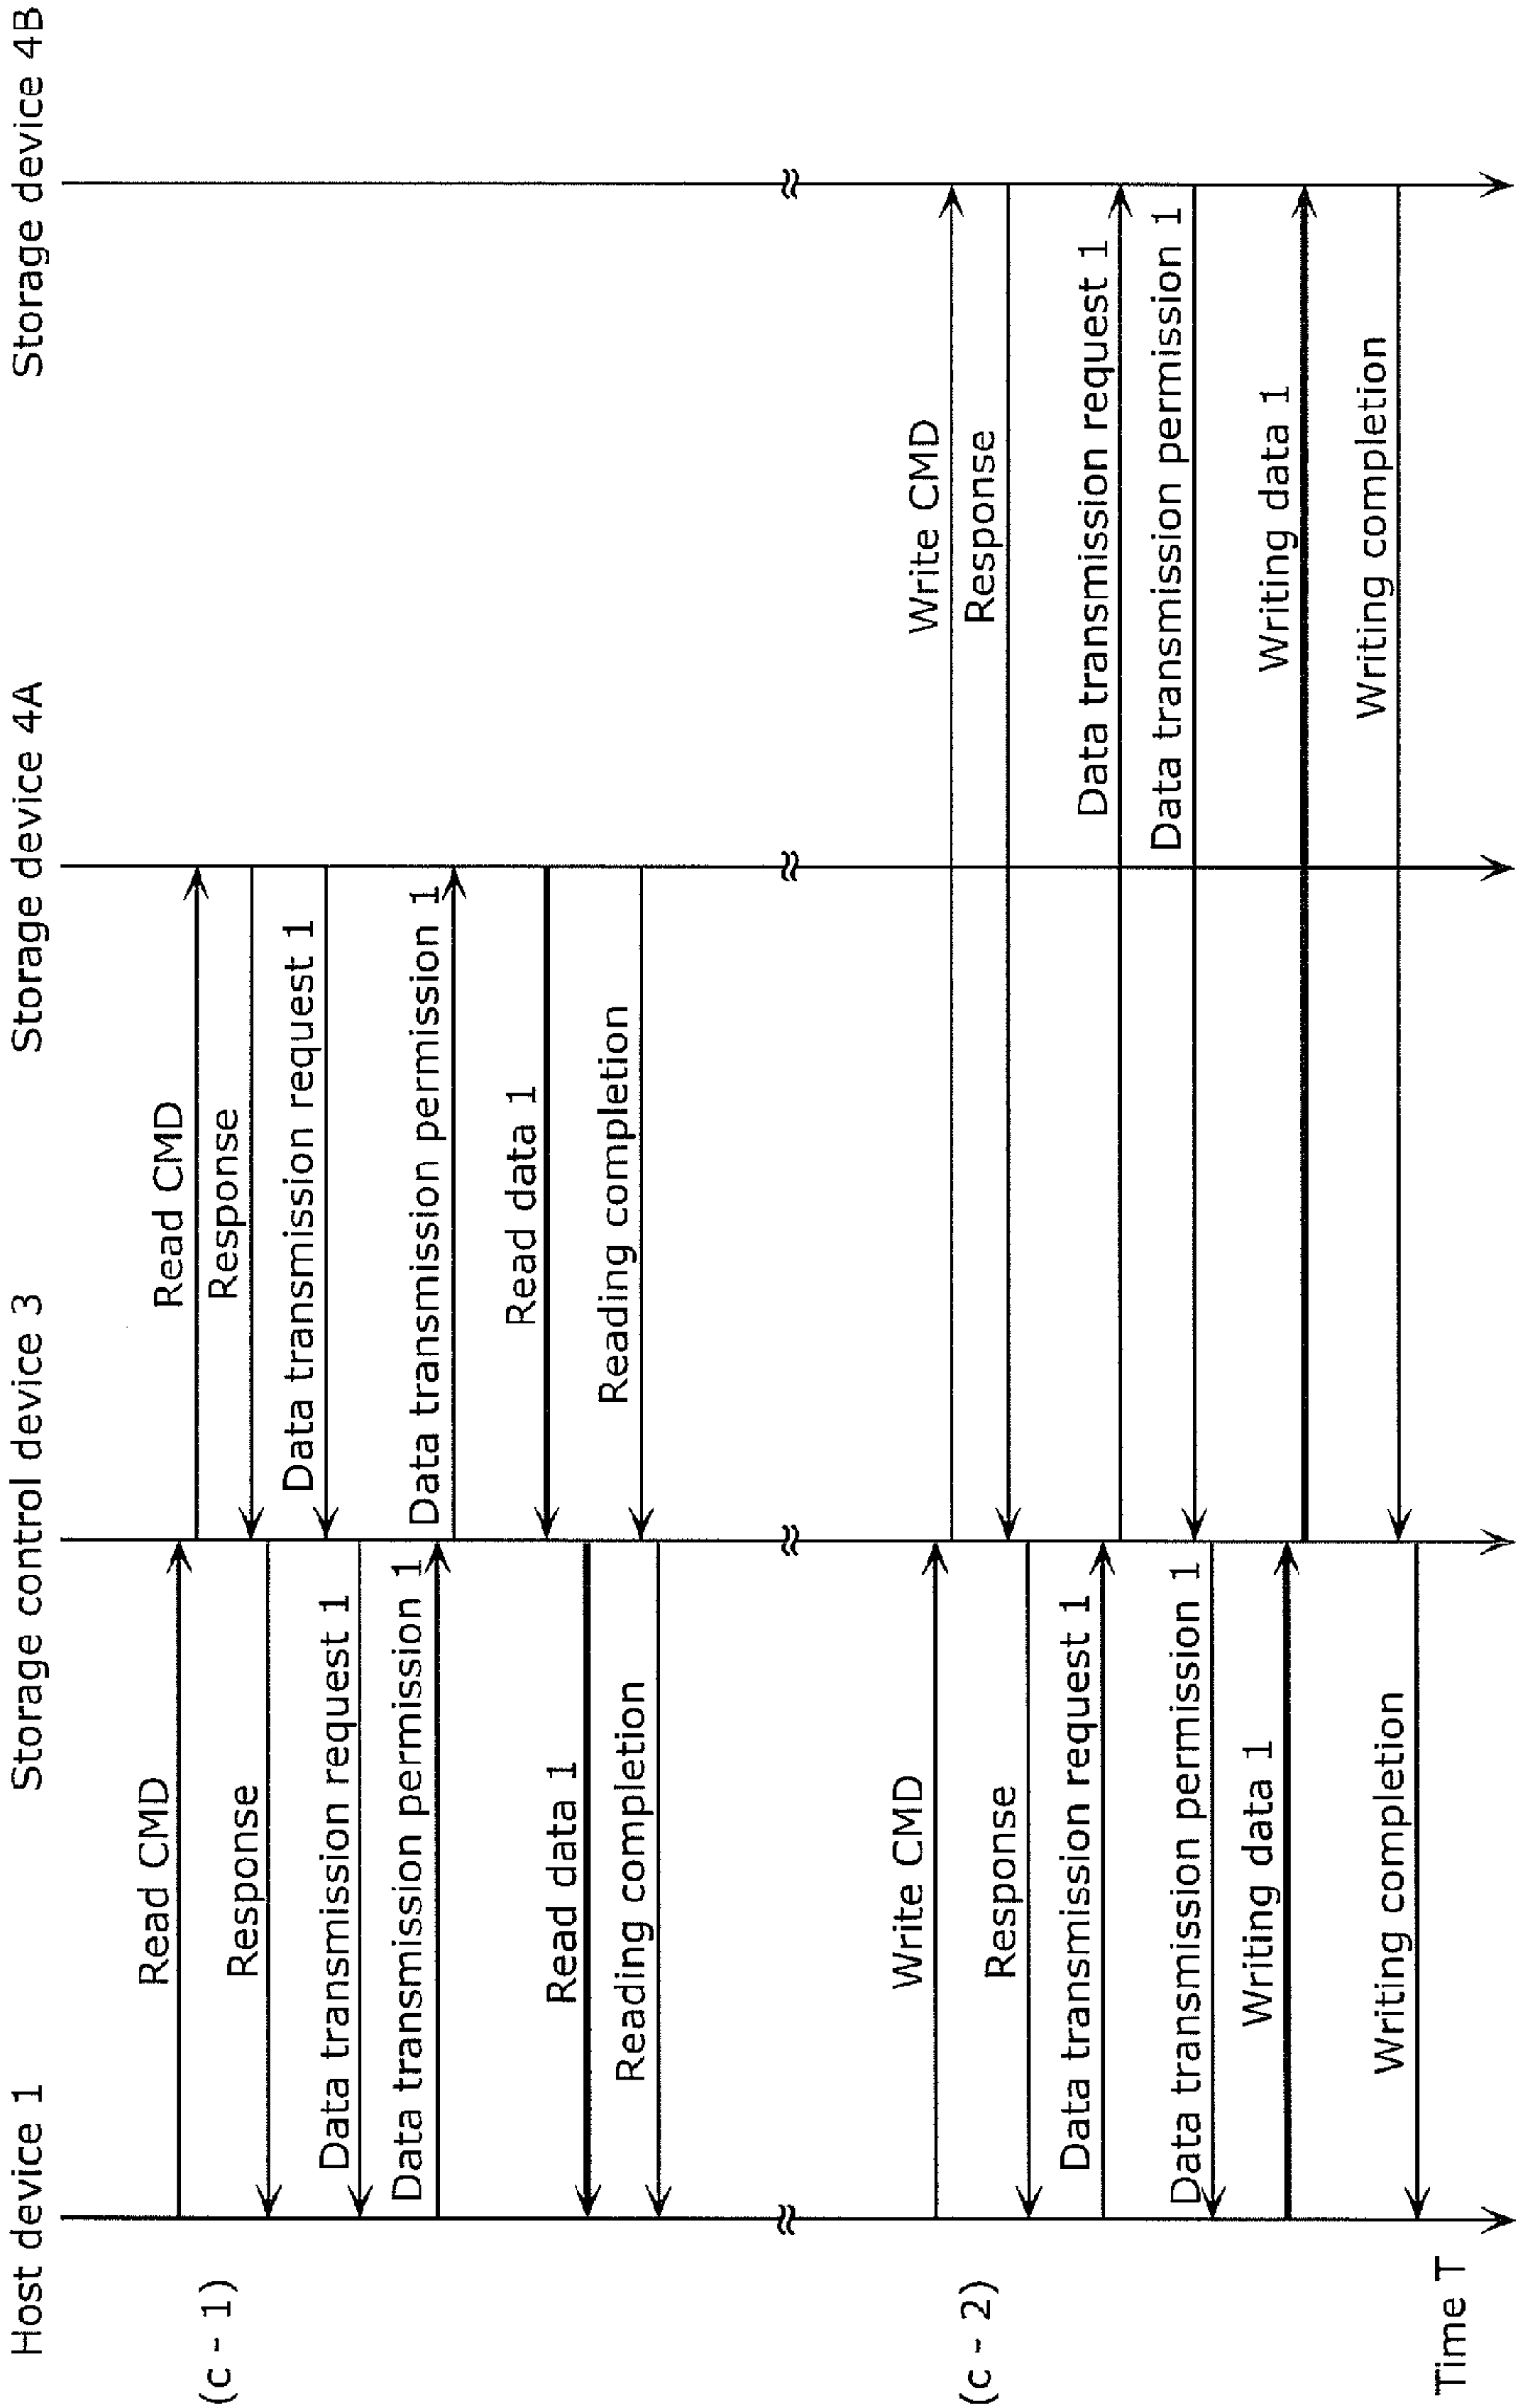 Host device 1
Storage control device 3
Storage device 4A
Storage device 4B
(c - 1)
Read CMD
Read CMD
Response
Response
Data transmission request 1
Data transmission request 1
Data transmission permission 1
Data transmission permission 1
Read data 1
Read data 1
Reading completion
Reading completion
(c - 2)
Write CMD
Write CMD
Response
Response
Data transmission request 1
Data transmission request 1
Data transmission permission 1
Data transmission permission 1
Writing data 1
Writing data 1
Writing completion
Writing completion
Time T